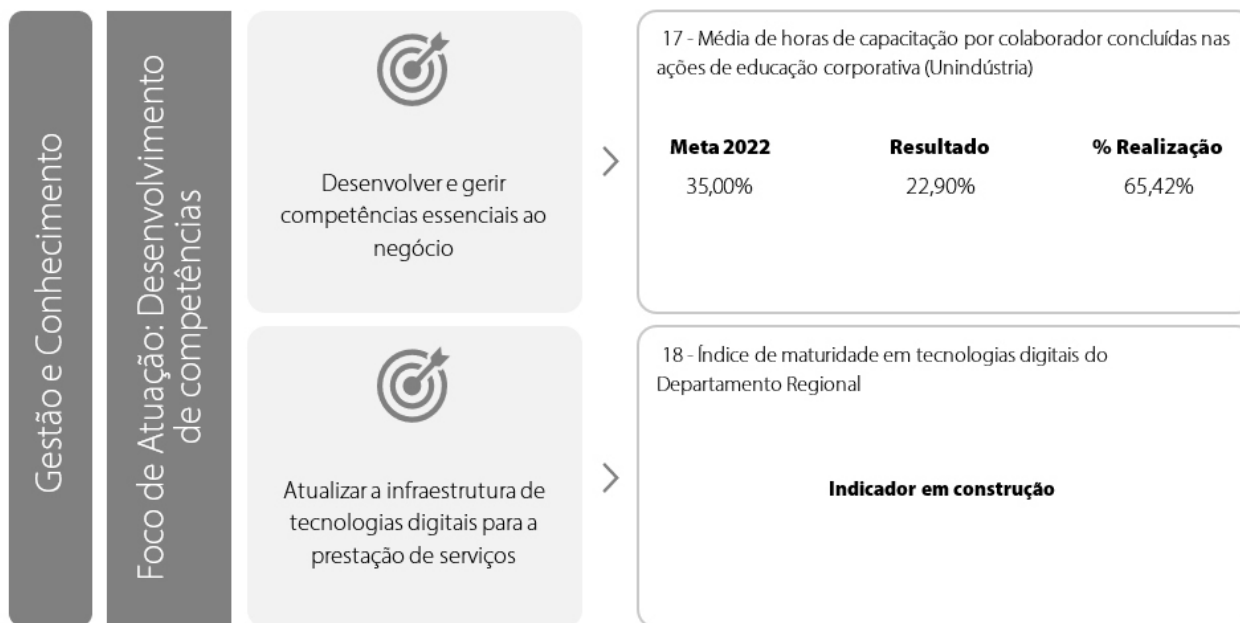 Gestão e Conhecimento
Foco de Atuação: Desenvolvimento
de competências
Desenvolver e gerir
competências essenciais ao
negócio
17 - Média de horas de capacitação por colaborador concluídas nas
ações de educação corporativa (Unindústria)
Meta 2022 Resultado % Realização
35,00% 22,90% 65,42%
Atualizar a infraestrutura de
tecnologias digitais para a
prestação de serviços
18 - Índice de maturidade em tecnologias digitais do
Departamento Regional
Indicador em construção